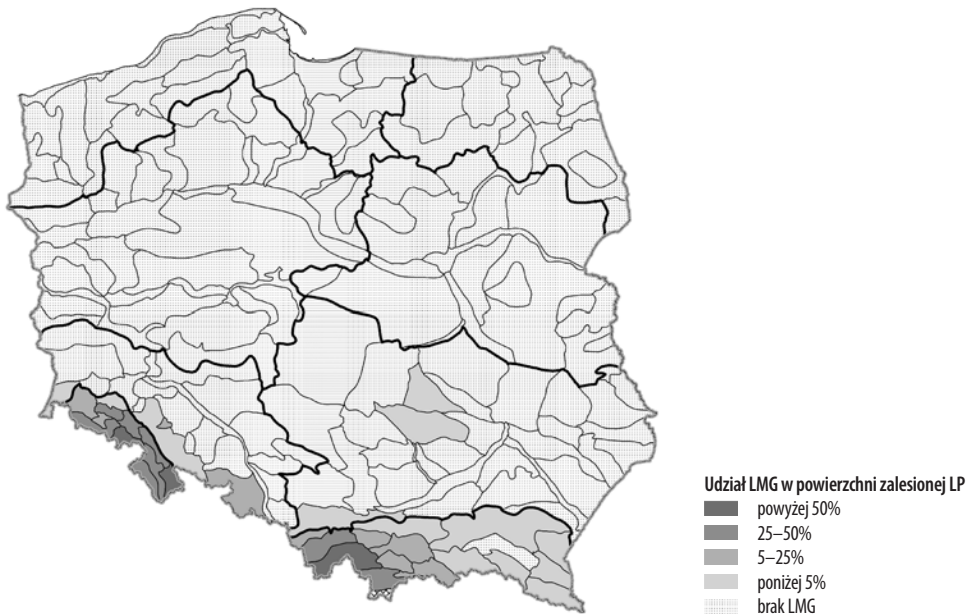 Udział LMG w powierzchni zalesionej LP
powyżej 50%
25–50%
5–25%
poniżej 5%
brak LMG